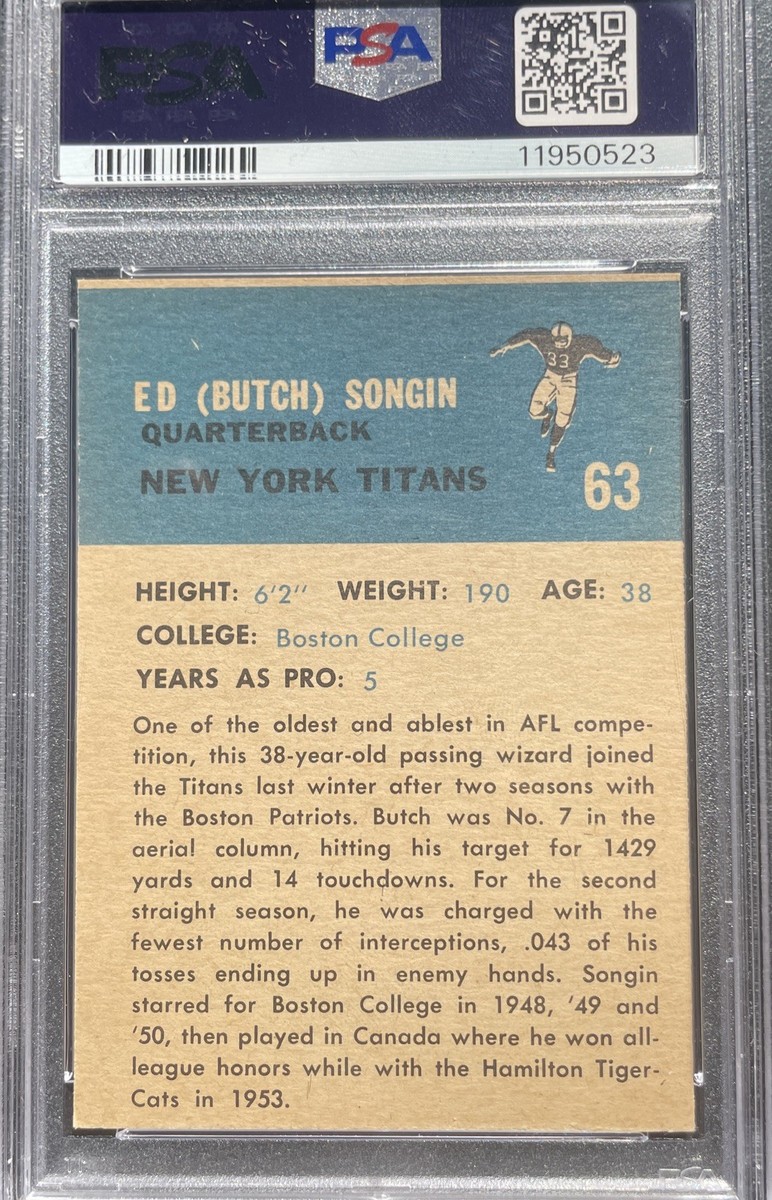 PSA
PSA
11950523
33
ED (BUTCH) SONGIN
QUARTERBACK
NEW YORK TITANS
63
HEIGHT: 6'2" WEIGHT: 190 AGE: 38
COLLEGE: Boston College
YEARS AS PRO: 5
One of the oldest and ablest in AFL compe-
tition, this 38-year-old passing wizard joined
the Titans last winter after two seasons with
the Boston Patriots. Butch was No. 7 in the
aerial column, hitting his target for 1429
yards and 14 touchdowns. For the second
straight season, he was charged with the
fewest number of interceptions, .043 of his
tosses ending up in enemy hands. Songin
starred for Boston College in 1948, '49 and
'50, then played in Canada where he won all-
league honors while with the Hamilton Tiger-
Cats in 1953.
PSA